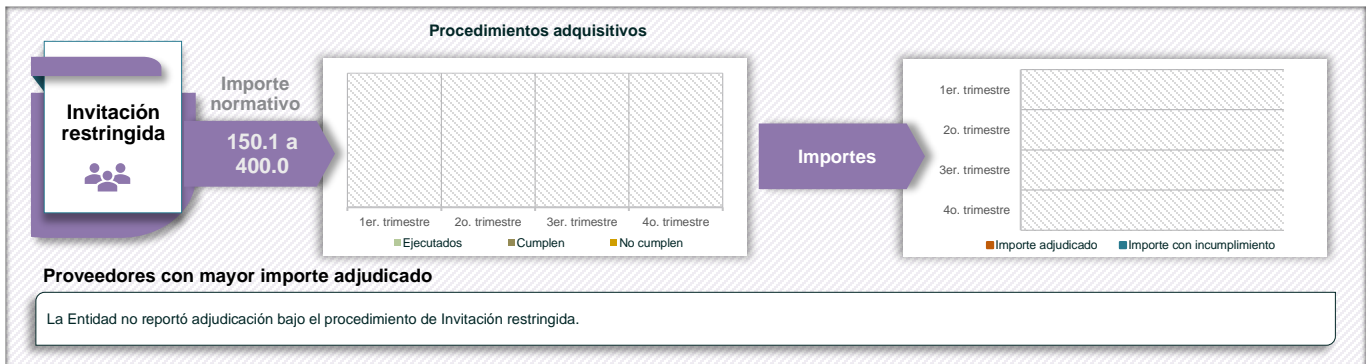 Procedimientos adquisitivos
Invitación
restringida
Importe
normativo
150.1 a
400.0
1er. trimestre
2o. trimestre
3er. trimestre
4o. trimestre
Ejecutados
Cumplen
No cumplen
Importes
1er. trimestre
2o. trimestre
3er. trimestre
4o. trimestre
Importe adjudicado
Importe con incumplimiento
Proveedores con mayor importe adjudicado
La Entidad no reportó adjudicación bajo el procedimiento de Invitación restringida.